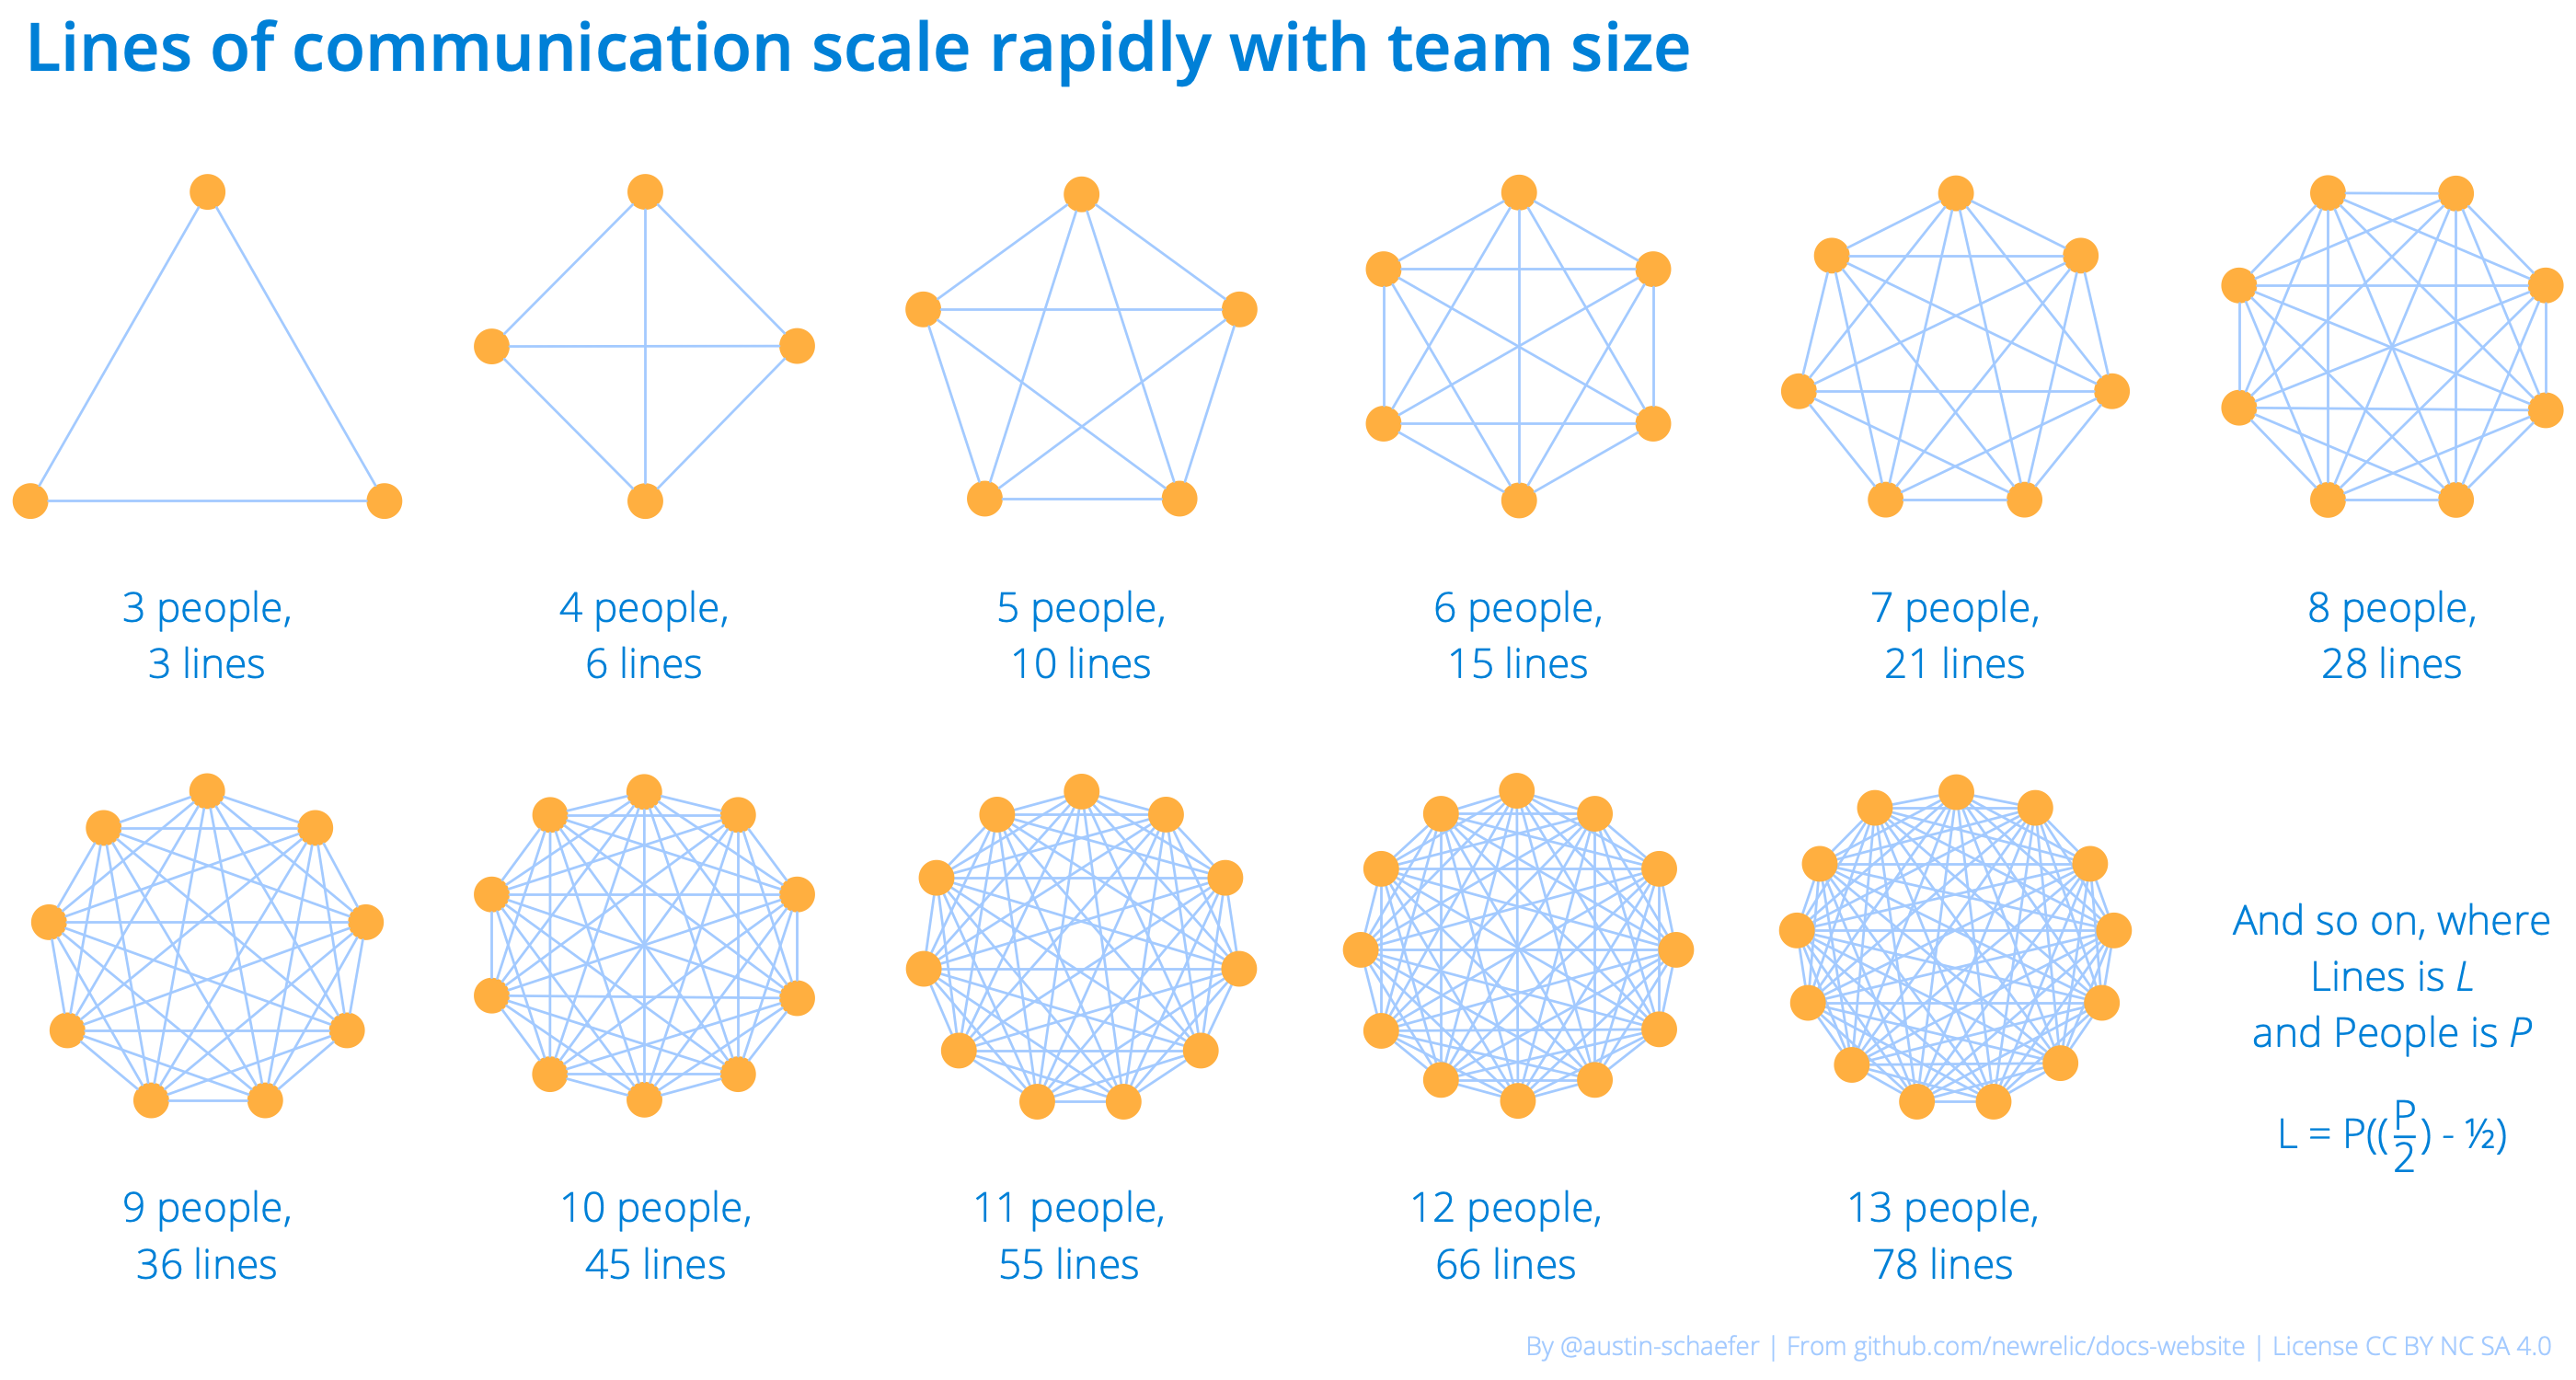 Lines of communication scale rapidly with team size
3 people,
3 lines
4 people,
6 lines
5 people,
10 lines
6 people,
15 lines
7 people,
21 lines
8 people,
28 lines
9 people,
36 lines
10 people,
45 lines
11 people,
55 lines
12 people,
66 lines
13 people,
78 lines
And so on, where
Lines is L
and People is P
L = P((P/2) - ½)
By @austin-schaefer | From github.com/newrelic/docs-website | License CC BY NC SA 4.0